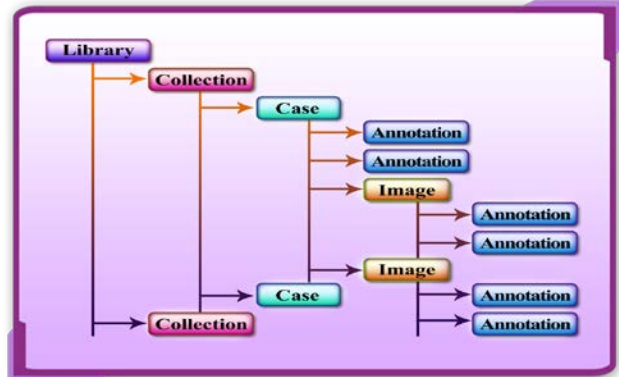 Library
Collection
Case
Annotation
Annotation
Image
Annotation
Annotation
Image
Case
Annotation
Collection
Annotation